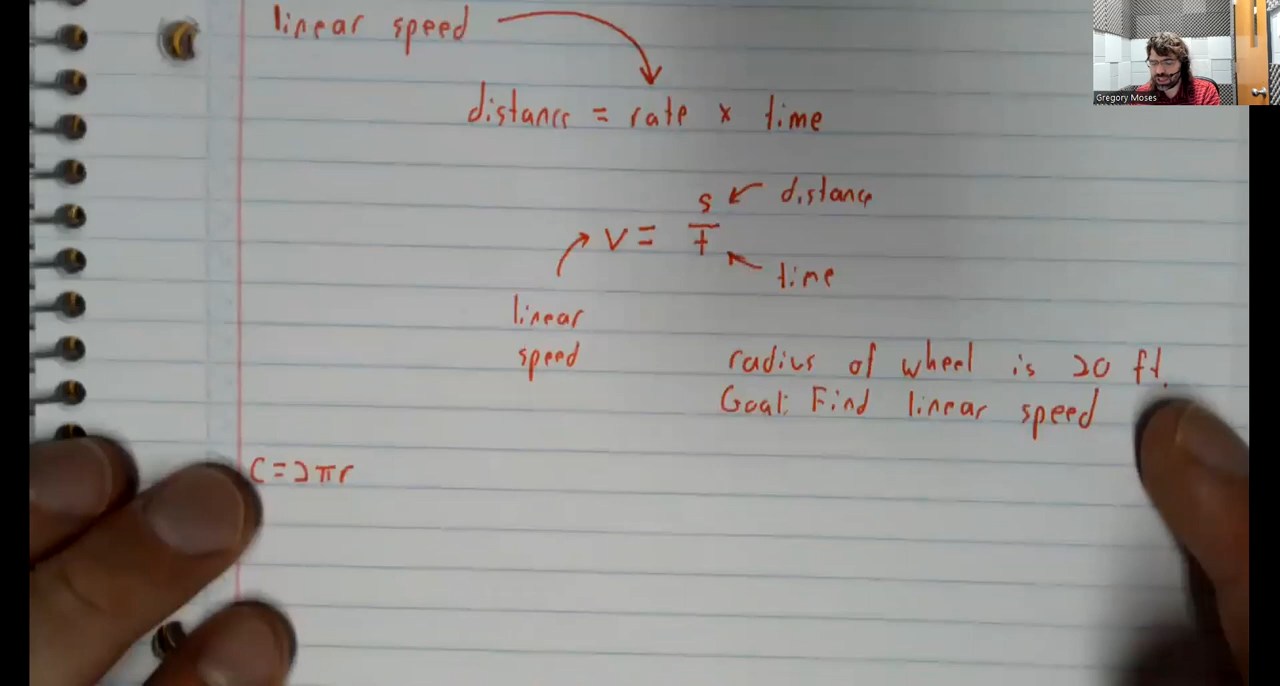 linear speed
distance = rate × time
s ← distance
v = —
t ← time
linear
speed
radius of wheel is 20 ft.
Goal: Find linear speed
C = 2πr
Gregory Moses